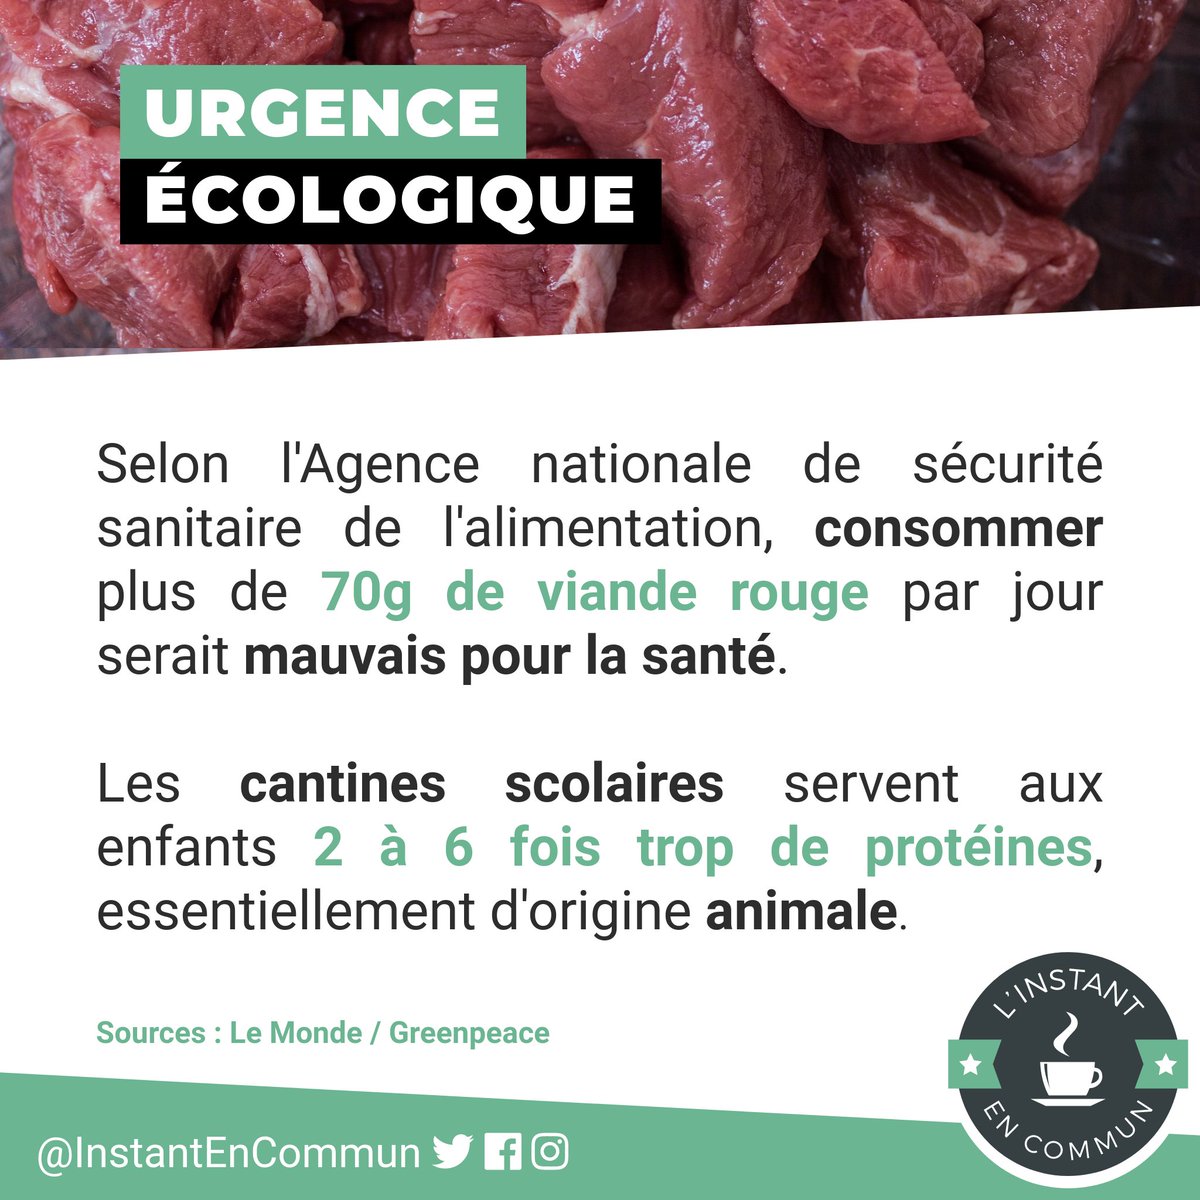 URGENCE
ÉCOLOGIQUE
Selon l'Agence nationale de sécurité
sanitaire de l'alimentation, consommer
plus de 70g de viande rouge par jour
serait mauvais pour la santé.
Les cantines scolaires servent aux
enfants 2 à 6 fois trop de protéines,
essentiellement d'origine animale.
Sources : Le Monde / Greenpeace
L'INSTANT
EN COMMUN
@InstantEnCommun